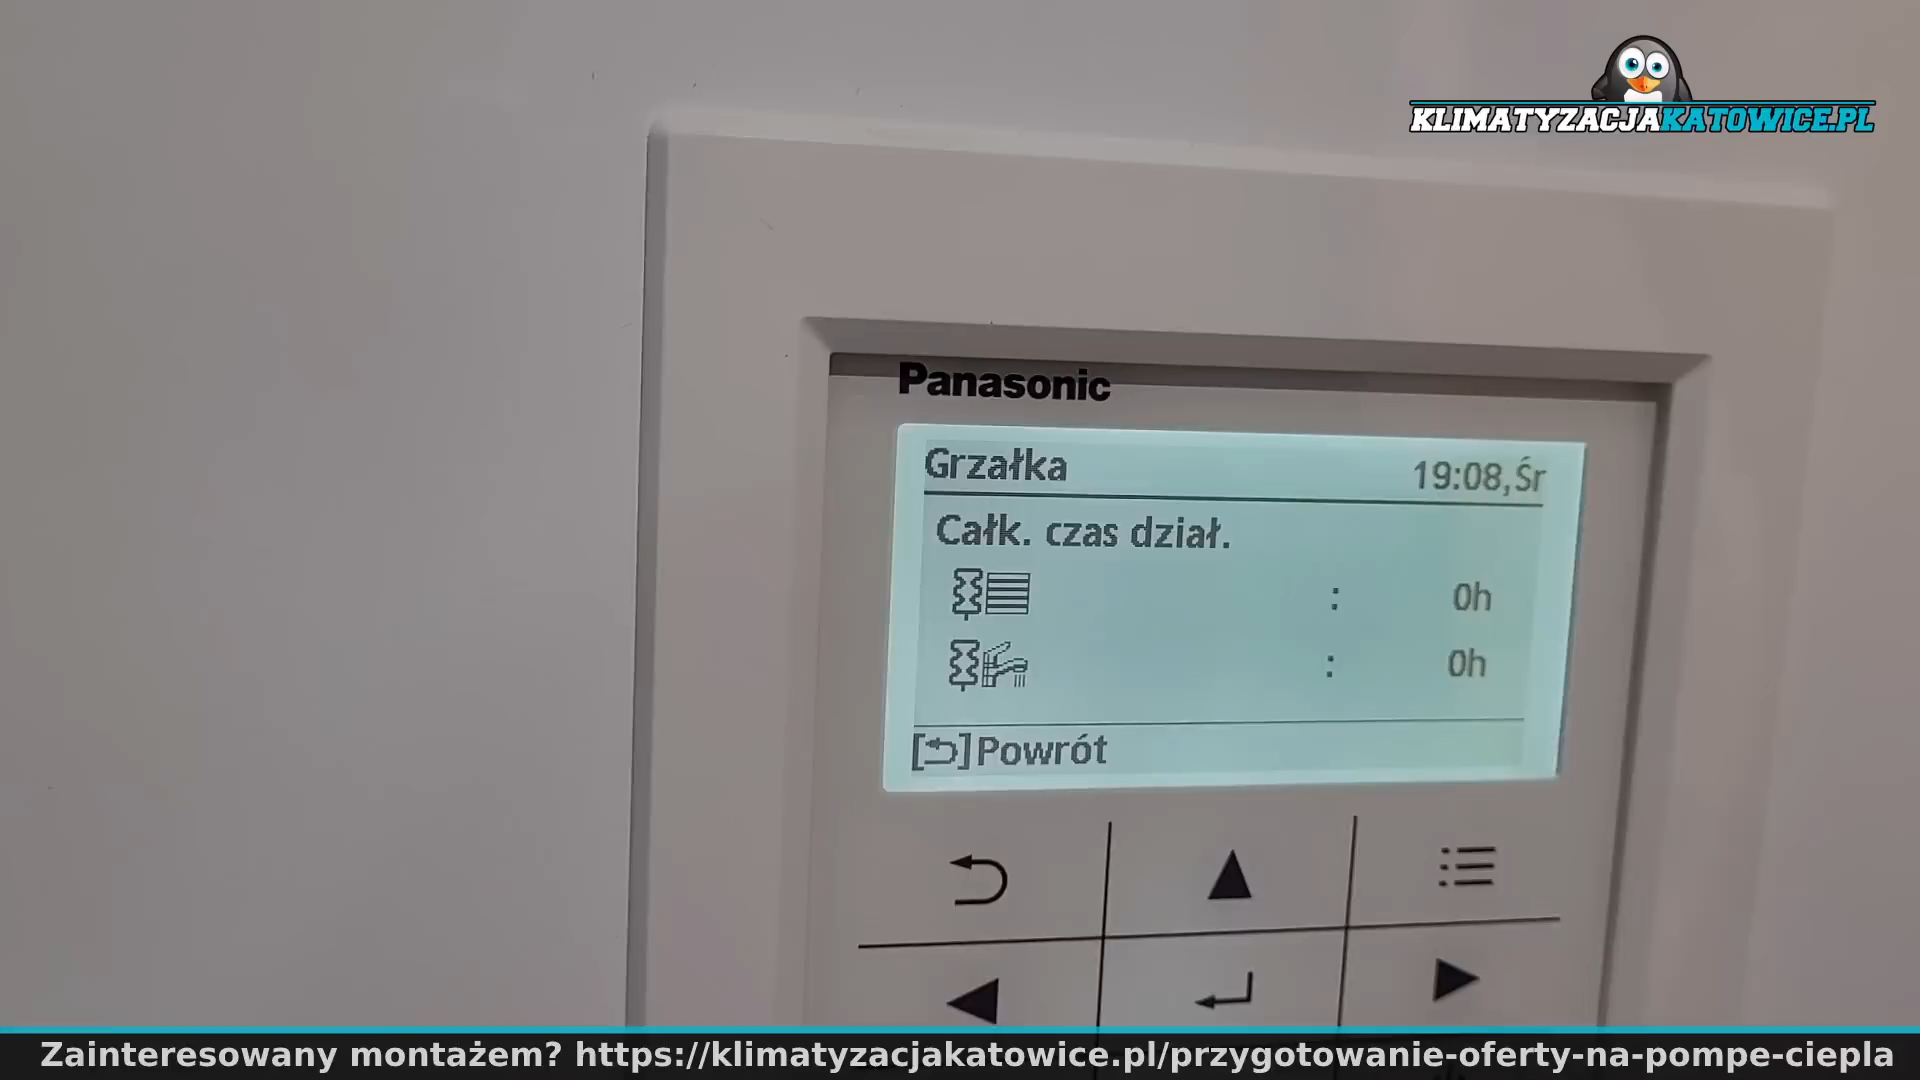 KLIMATYZACJAKATOWICE.PL
Panasonic
Grzałka 19:08,Śr
Całk. czas dział.
: 0h
: 0h
[⮌]Powrót
Zainteresowany montażem? https://klimatyzacjakatowice.pl/przygotowanie-oferty-na-pompe-ciepla